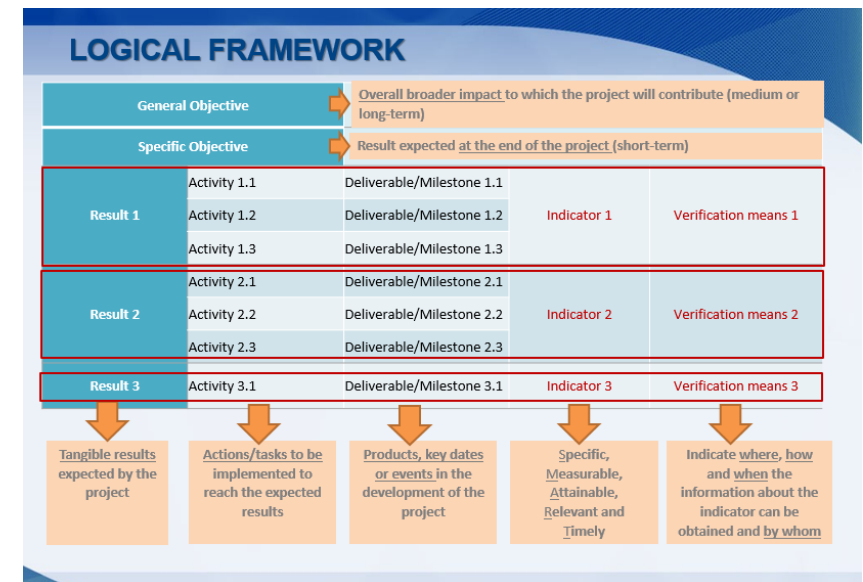 LOGICAL FRAMEWORK
General Objective
Overall broader impact to which the project will contribute (medium or
long-term)
Specific Objective
Result expected at the end of the project (short-term)
Result 1
Activity 1.1
Deliverable/Milestone 1.1
Activity 1.2
Deliverable/Milestone 1.2
Activity 1.3
Deliverable/Milestone 1.3
Indicator 1
Verification means 1
Result 2
Activity 2.1
Deliverable/Milestone 2.1
Activity 2.2
Deliverable/Milestone 2.2
Activity 2.3
Deliverable/Milestone 2.3
Indicator 2
Verification means 2
Result 3
Activity 3.1
Deliverable/Milestone 3.1
Indicator 3
Verification means 3
Tangible results
expected by the
project
Actions/tasks to be
implemented to
reach the expected
results
Products, key dates
or events in the
development of the
project
Specific,
Measurable,
Attainable,
Relevant and
Timely
Indicate where, how
and when the
information about the
indicator can be
obtained and by whom